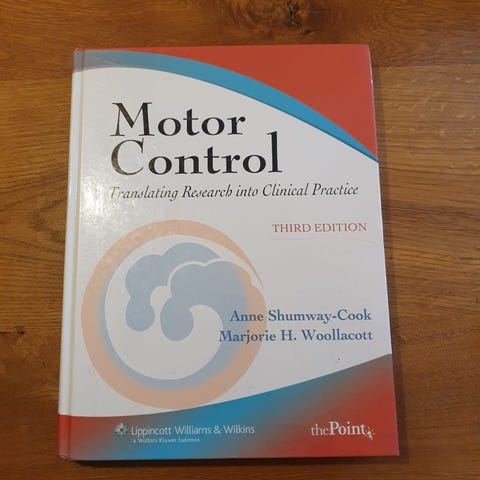 Motor
Control
Translating Research into Clinical Practice
THIRD EDITION
Anne Shumway-Cook
Marjorie H. Woollacott
Lippincott Williams & Wilkins
a Wolters Kluwer business
thePoint